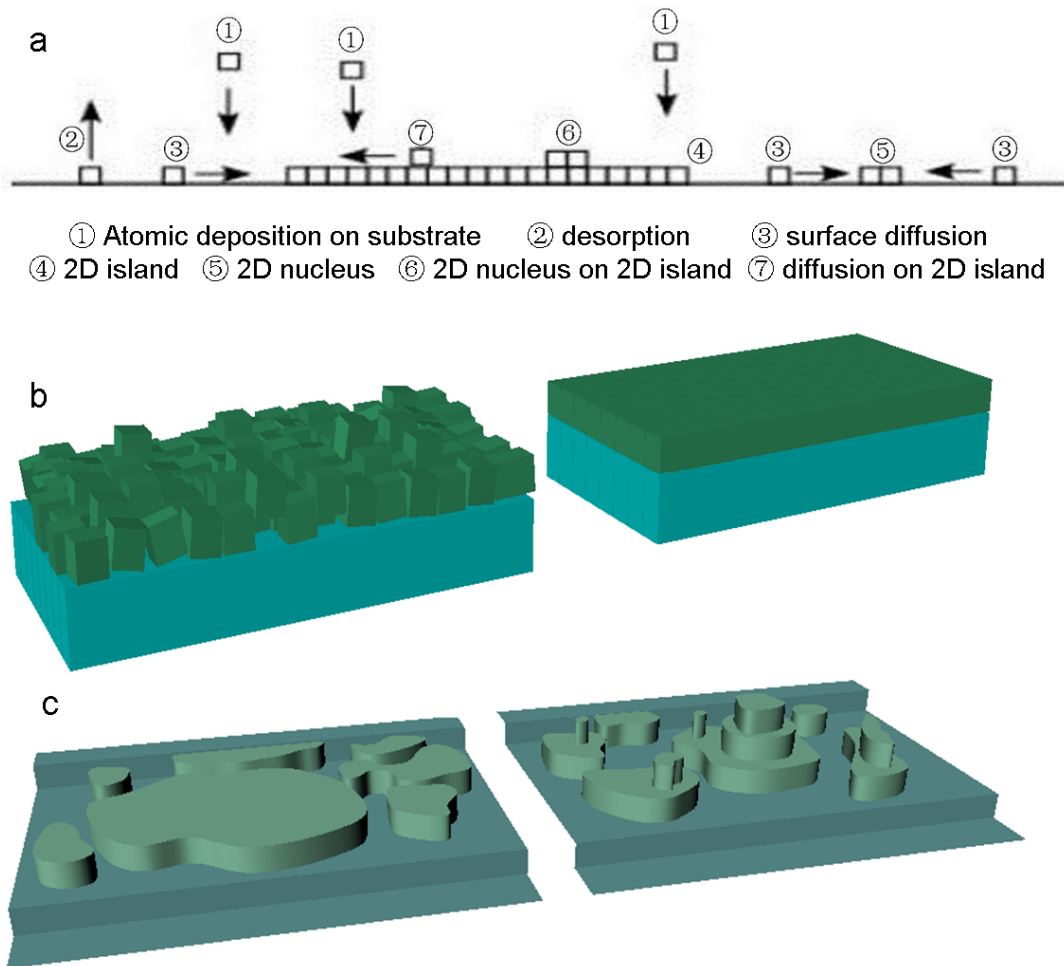 a
① ① ①
② ③ ⑦ ⑥ ④ ③ ⑤ ③
① Atomic deposition on substrate ② desorption ③ surface diffusion
④ 2D island ⑤ 2D nucleus ⑥ 2D nucleus on 2D island ⑦ diffusion on 2D island
b
c